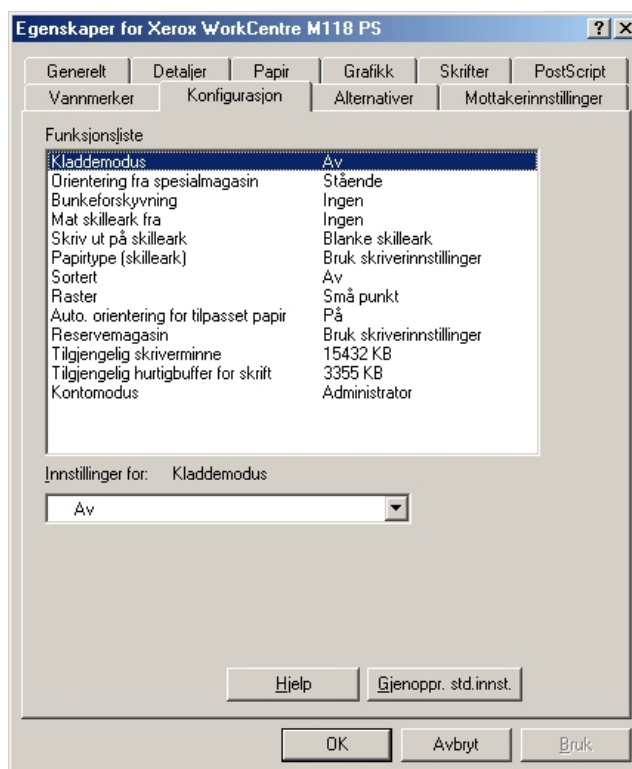 Egenskaper for Xerox WorkCentre M118 PS
Generelt Detaljer Papir Grafikk Skrifter PostScript
Vannmerker Konfigurasjon Alternativer Mottakerinnstillinger
Funksjonsliste
Kladdemodus Av
Orientering fra spesialmagasin Stående
Bunkeforskyvning Ingen
Mat skilleark fra Ingen
Skriv ut på skilleark Blanke skilleark
Papirtype (skilleark) Bruk skriverinnstillinger
Sortert Av
Raster Små punkt
Auto. orientering for tilpasset papir På
Reservemagasin Bruk skriverinnstillinger
Tilgjengelig skriverminne 15432 KB
Tilgjengelig hurtigbuffer for skrift 3355 KB
Kontomodus Administrator
Innstillinger for: Kladdemodus
Av
Hjelp Gjenoppr. std.innst.
OK Avbryt Bruk